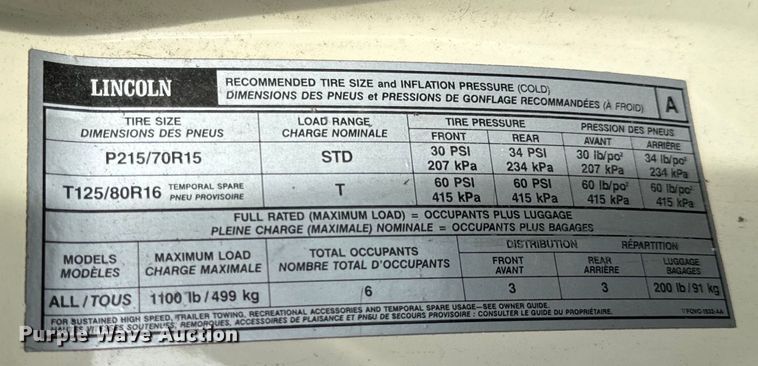 LINCOLN
RECOMMENDED TIRE SIZE and INFLATION PRESSURE (COLD)
DIMENSIONS DES PNEUS et PRESSIONS DE GONFLAGE RECOMMANDÉES (À FROID)
A
TIRE SIZE LOAD RANGE TIRE PRESSURE PRESSION DES PNEUS
DIMENSIONS DES PNEUS CHARGE NOMINALE FRONT REAR AVANT ARRIÈRE
P215/70R15 STD 30 PSI 34 PSI 30 lb/po² 34 lb/po²
207 kPa 234 kPa 207 kPa 234 kPa
T125/80R16 TEMPORAL SPARE T 60 PSI 60 PSI 60 lb/po² 60 lb/po²
PNEU PROVISOIRE 415 kPa 415 kPa 415 kPa 415 kPa
FULL RATED (MAXIMUM LOAD) = OCCUPANTS PLUS LUGGAGE
PLEINE CHARGE (MAXIMALE) NOMINALE = OCCUPANTS PLUS BAGAGES
MODELS MAXIMUM LOAD TOTAL OCCUPANTS DISTRIBUTION RÉPARTITION
MODÈLES CHARGE MAXIMALE NOMBRE TOTAL D'OCCUPANTS FRONT REAR LUGGAGE
AVANT ARRIÈRE BAGAGES
ALL/TOUS 1100 lb/499 kg 6 3 3 200 lb/91 kg
FOR SUSTAINED HIGH SPEED, TRAILER TOWING, RECREATIONAL ACCESSORIES AND TEMPORAL SPARE USAGE—SEE OWNER GUIDE.
SOUTENUES, REMORQUES, ACCESSOIRES DE PLAISANCE ET PNEU DE SECOURS PROVISOIRE : CONSULTER LE GUIDE DU PROPRIÉTAIRE.
Purple Wave Auction